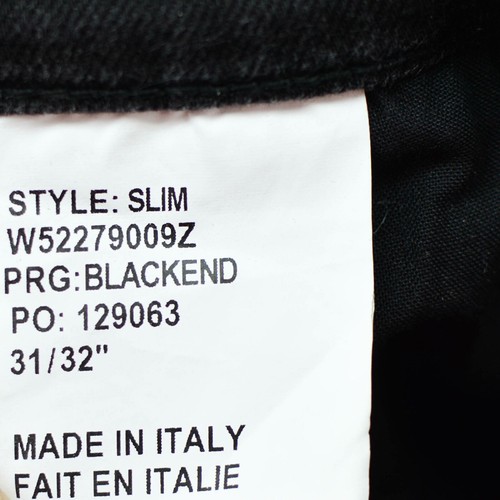 STYLE: SLIM
W52279009Z
PRG:BLACKEND
PO: 129063
31/32"
MADE IN ITALY
FAIT EN ITALIE